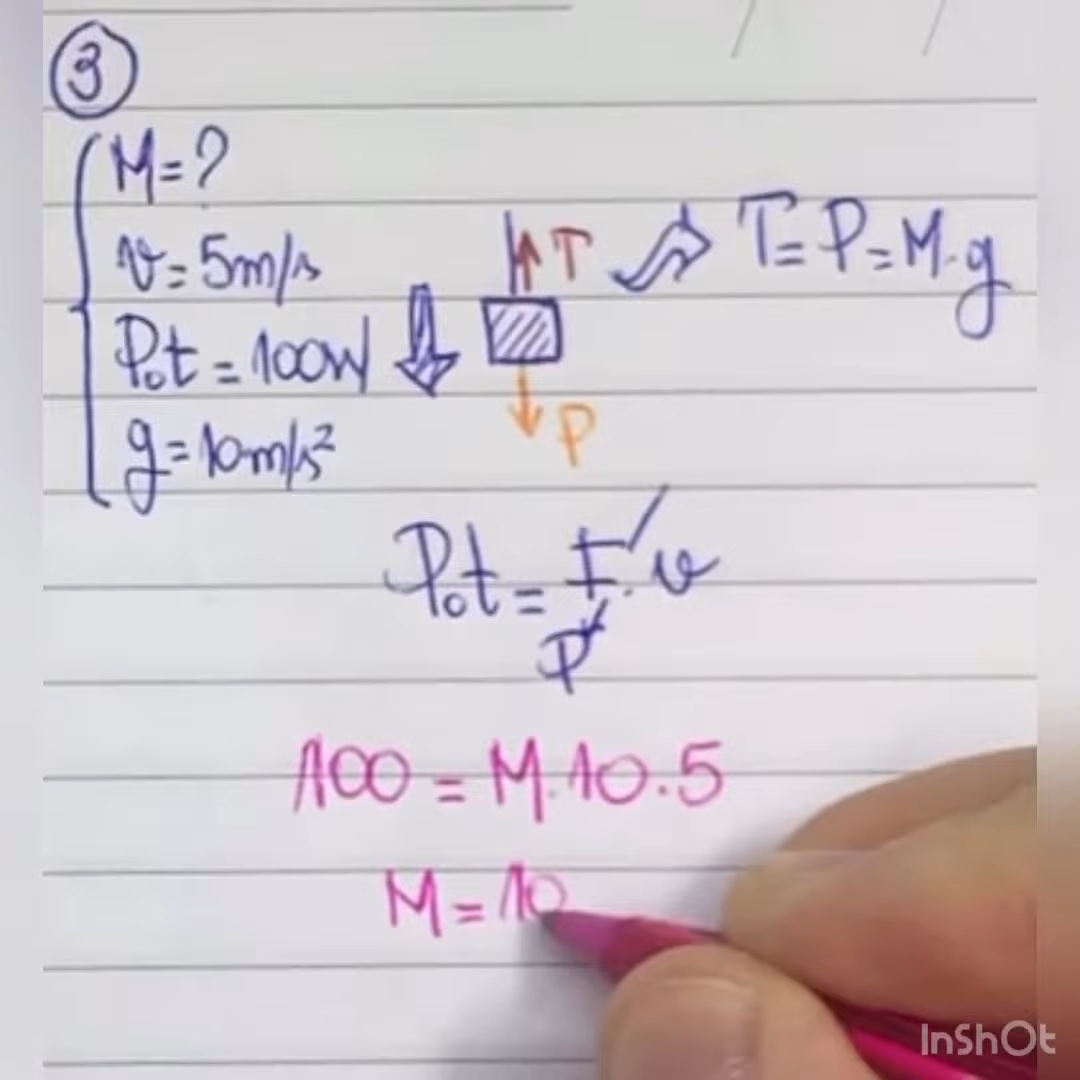 3
M=?
v=5m/s
Pot=100W
g=10m/s²
T
T=P=M.g
P
Pot=F.v
P
100=M.10.5
M=10
InShOt